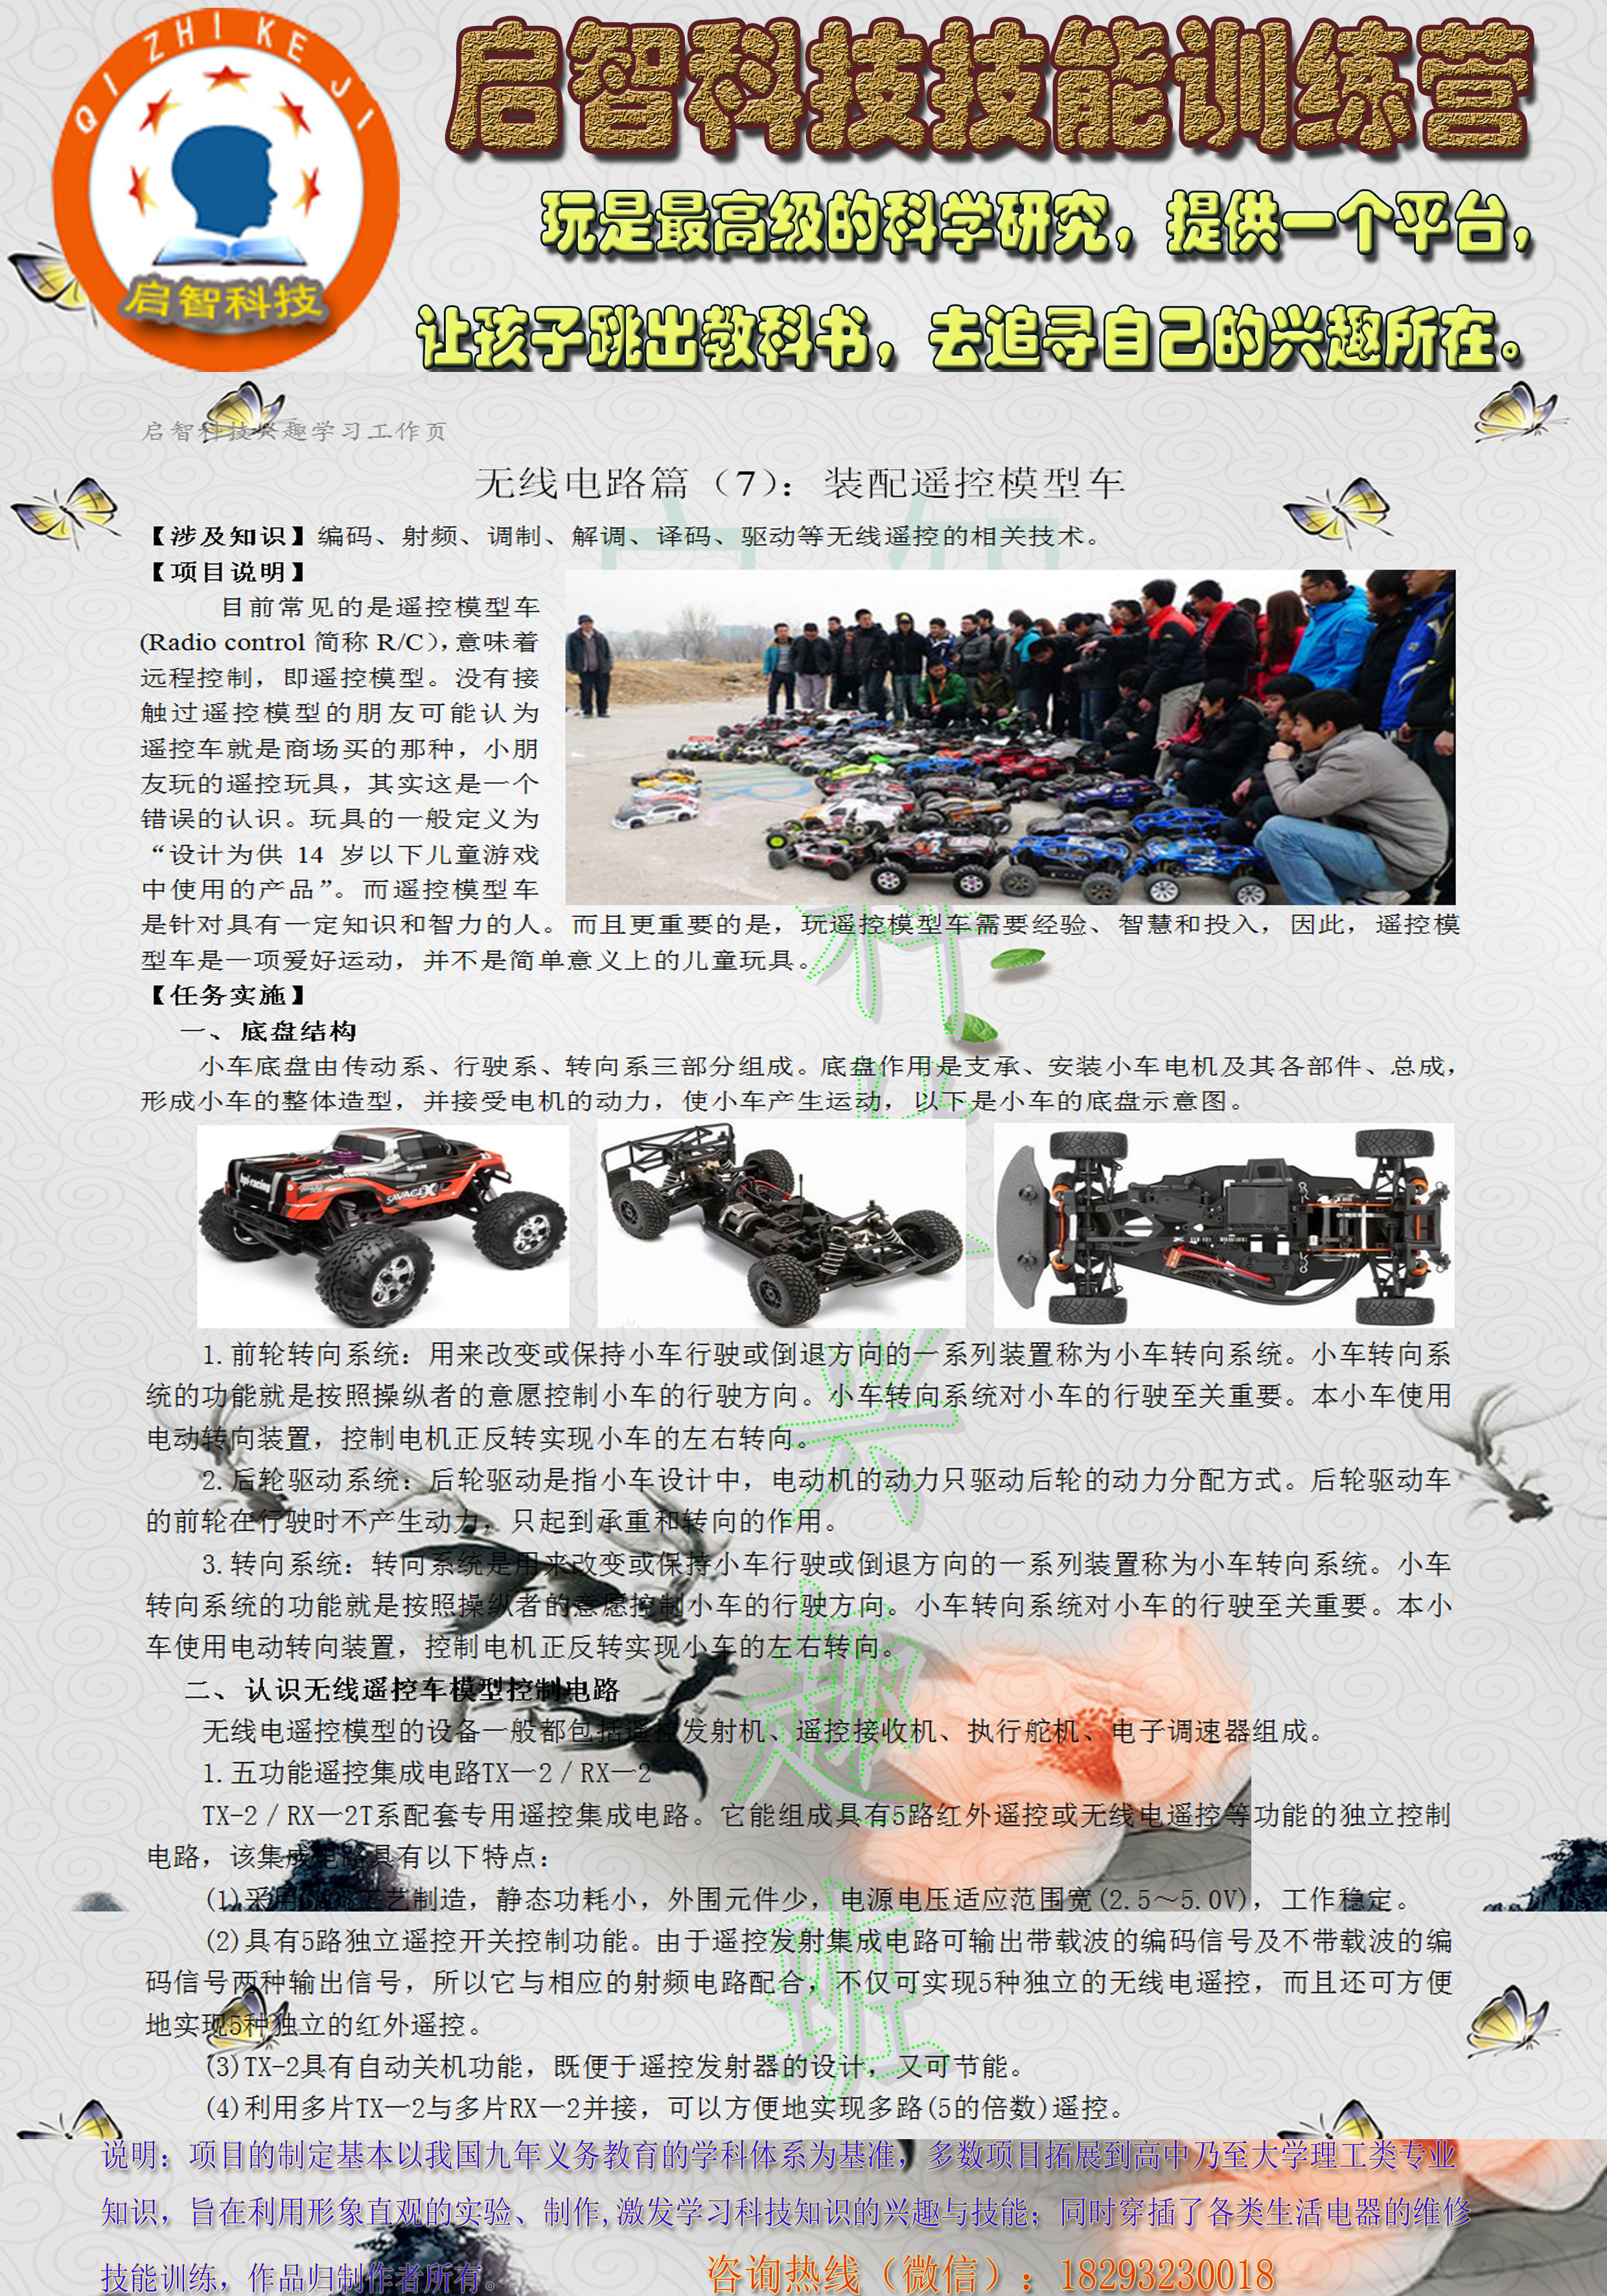 QI ZHI KE JI
启智科技
启智科技技能训练营
玩是最高级的科学研究，提供一个平台，
让孩子跳出教科书，去追寻自己的兴趣所在。
启智科技兴趣学习工作页
无线电路篇（7）：装配遥控模型车
【涉及知识】编码、射频、调制、解调、译码、驱动等无线遥控的相关技术。
【项目说明】
目前常见的是遥控模型车
(Radio control 简称 R/C），意味着
远程控制，即遥控模型。没有接
触过遥控模型的朋友可能认为
遥控车就是商场买的那种，小朋
友玩的遥控玩具，其实这是一个
错误的认识。玩具的一般定义为
“设计为供 14 岁以下儿童游戏
中使用的产品”。而遥控模型车
是针对具有一定知识和智力的人。而且更重要的是，玩遥控模型车需要经验、智慧和投入，因此，遥控模
型车是一项爱好运动，并不是简单意义上的儿童玩具。
【任务实施】
一、底盘结构
小车底盘由传动系、行驶系、转向系三部分组成。底盘作用是支承、安装小车电机及其各部件、总成，
形成小车的整体造型，并接受电机的动力，使小车产生运动，以下是小车的底盘示意图。
hpi-racing
SAVAGE X
1.前轮转向系统：用来改变或保持小车行驶或倒退方向的一系列装置称为小车转向系统。小车转向系
统的功能就是按照操纵者的意愿控制小车的行驶方向。小车转向系统对小车的行驶至关重要。本小车使用
电动转向装置，控制电机正反转实现小车的左右转向。
2.后轮驱动系统：后轮驱动是指小车设计中，电动机的动力只驱动后轮的动力分配方式。后轮驱动车
的前轮在行驶时不产生动力，只起到承重和转向的作用。
3.转向系统：转向系统是用来改变或保持小车行驶或倒退方向的一系列装置称为小车转向系统。小车
转向系统的功能就是按照操纵者的意愿控制小车的行驶方向。小车转向系统对小车的行驶至关重要。本小
车使用电动转向装置，控制电机正反转实现小车的左右转向。
二、认识无线遥控车模型控制电路
无线电遥控模型的设备一般都包括遥控发射机、遥控接收机、执行舵机、电子调速器组成。
1.五功能遥控集成电路TX一2／RX一2
TX-2／RX一2T系配套专用遥控集成电路。它能组成具有5路红外遥控或无线电遥控等功能的独立控制
电路，该集成电路具有以下特点：
(1)采用工艺制造，静态功耗小，外围元件少，电源电压适应范围宽(2.5～5.0V)，工作稳定。
(2)具有5路独立遥控开关控制功能。由于遥控发射集成电路可输出带载波的编码信号及不带载波的编
码信号两种输出信号，所以它与相应的射频电路配合，不仅可实现5种独立的无线电遥控，而且还可方便
地实现5种独立的红外遥控。
(3)TX-2具有自动关机功能，既便于遥控发射器的设计，又可节能。
(4)利用多片TX一2与多片RX一2并接，可以方便地实现多路(5的倍数)遥控。
说明：项目的制定基本以我国九年义务教育的学科体系为基准，多数项目拓展到高中乃至大学理工类专业
知识，旨在利用形象直观的实验、制作,激发学习科技知识的兴趣与技能；同时穿插了各类生活电器的维修
技能训练，作品归制作者所有。
咨询热线（微信）：18293230018